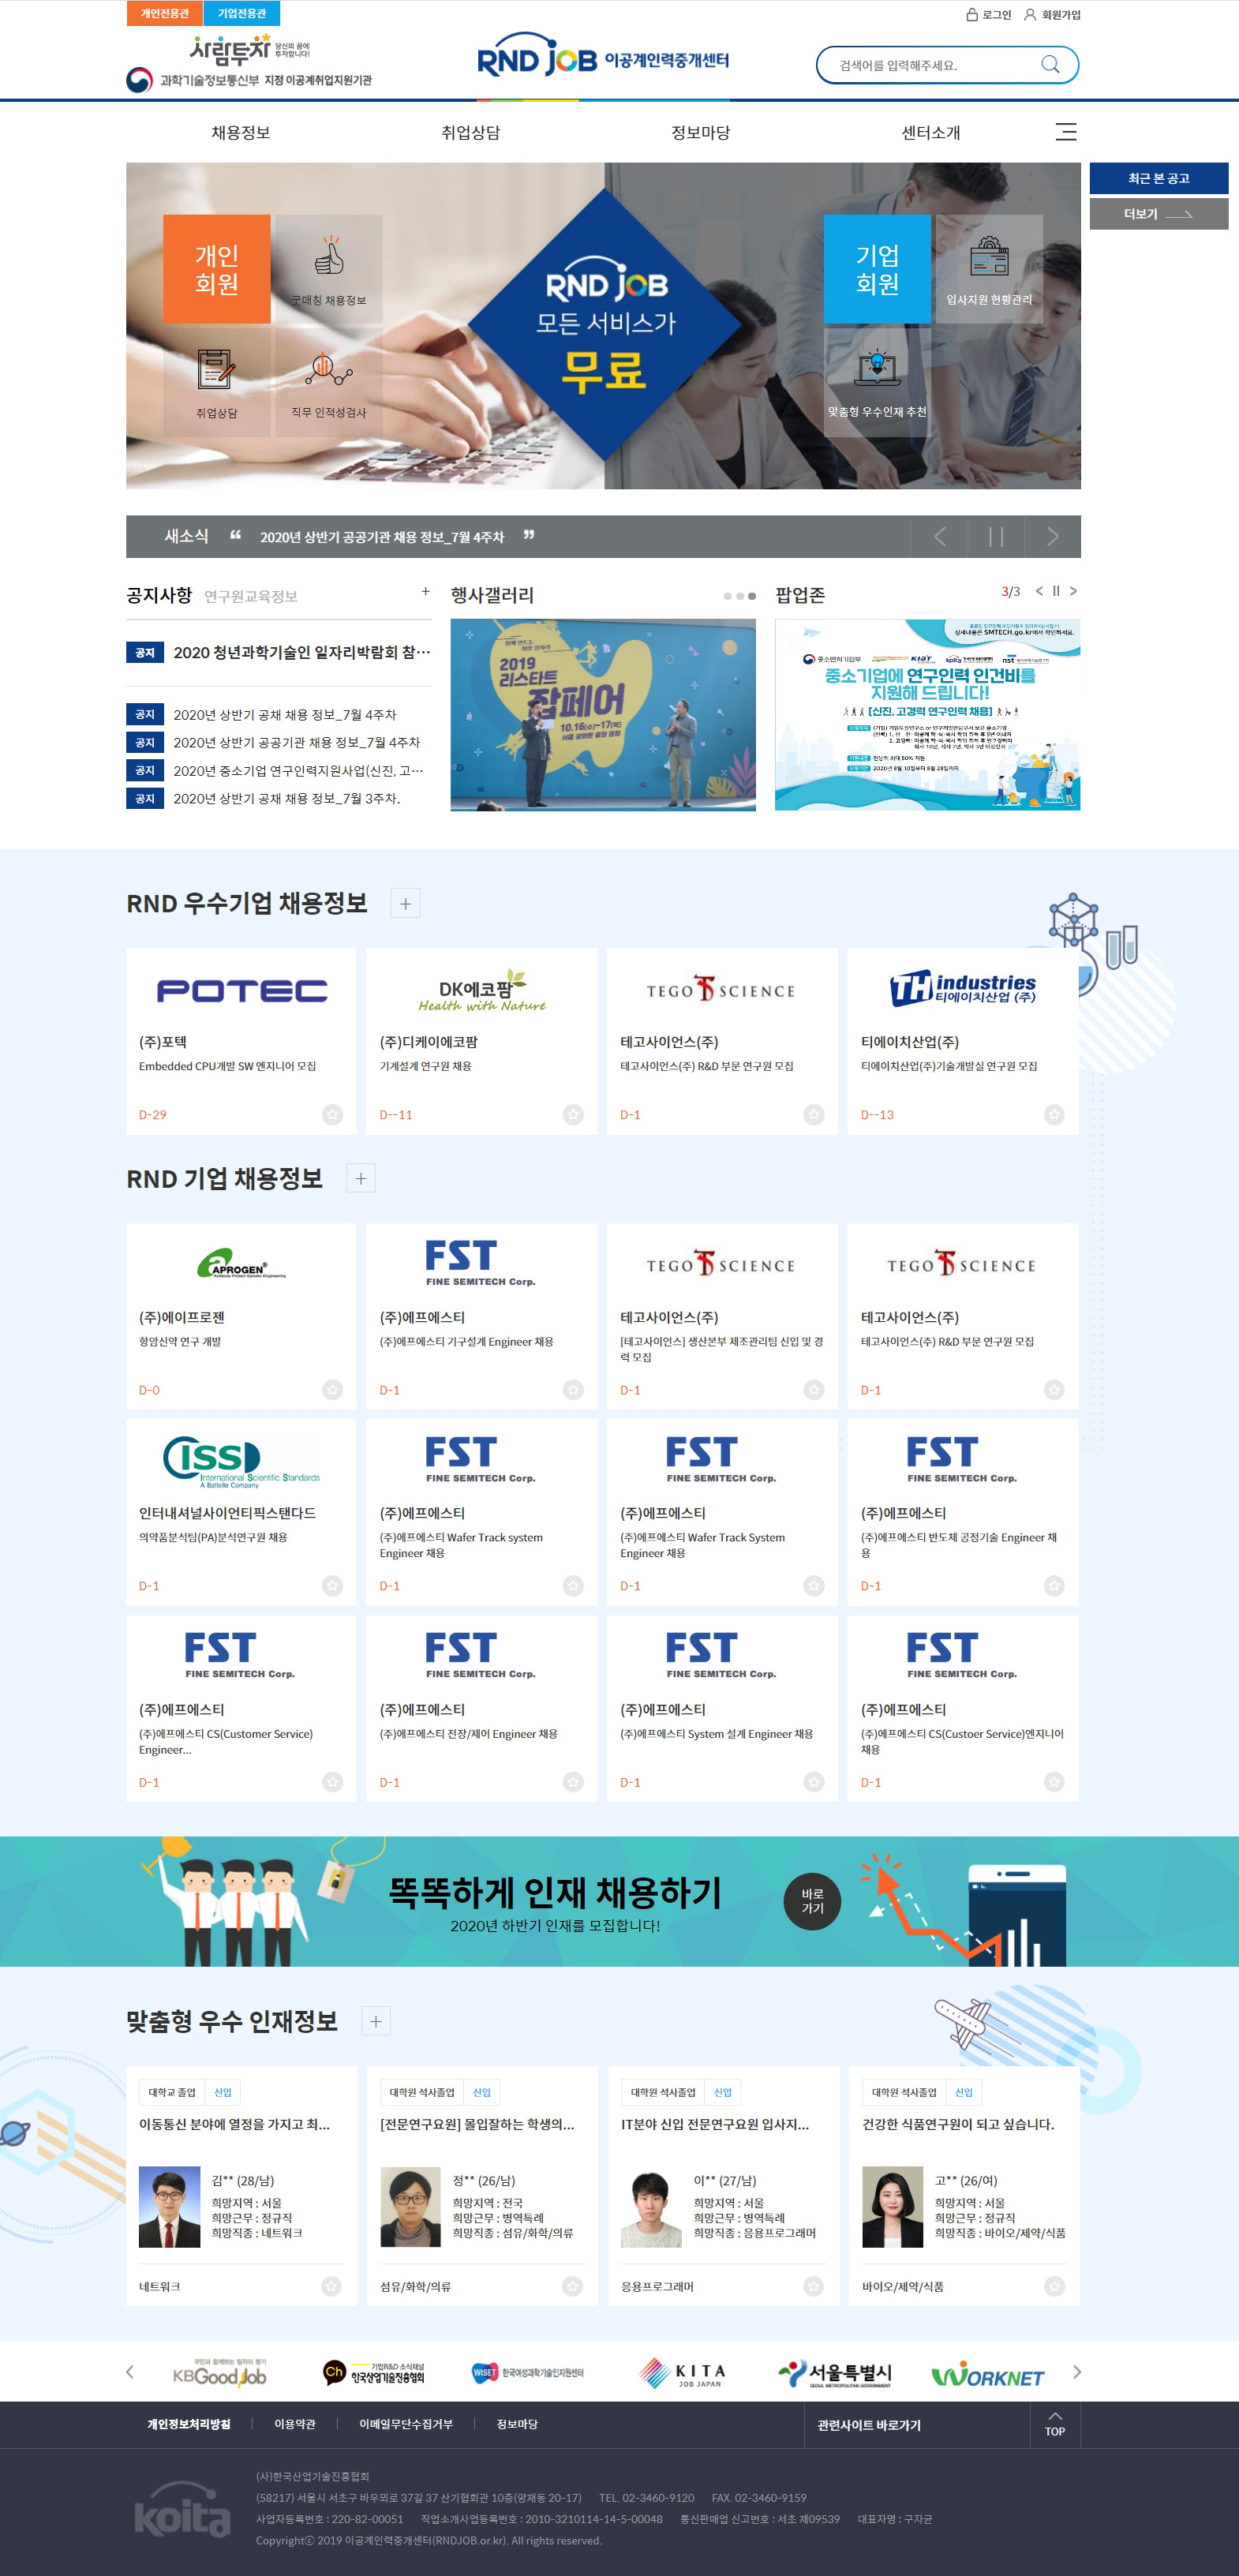 개인전용관
기업전용관
로그인
회원가입
사람투자 당신의 꿈에 투자합니다!
과학기술정보통신부 지정 이공계취업지원기관
RND JOB 이공계인력중개센터
검색어를 입력해주세요.
채용정보
취업상담
정보마당
센터소개
최근 본 공고
더보기
개인
회원
굿매칭 채용정보
취업상담
직무 인적성검사
RND JOB
모든 서비스가
무료
기업
회원
입사지원 현황관리
맞춤형 우수인재 추천
새소식 “ 2020년 상반기 공공기관 채용 정보_7월 4주차 ”
공지사항 연구원교육정보 +
공지 2020 청년과학기술인 일자리박람회 참…
공지 2020년 상반기 공채 채용 정보_7월 4주차
공지 2020년 상반기 공공기관 채용 정보_7월 4주차
공지 2020년 중소기업 연구인력지원사업(신진, 고…
공지 2020년 상반기 공채 채용 정보_7월 3주차.
행사갤러리
2019
리스타트
잡페어
10.16(수)-17(목)
팝업존 3/3
상세내용은 SMTECH.go.kr에서 확인하세요.
중소벤처기업부 KIAT koita nst
중소기업에 연구인력 인건비를
지원해 드립니다!
[신진, 고경력 연구인력 채용]
RND 우수기업 채용정보 +
POTEC
(주)포텍
Embedded CPU개발 SW 엔지니어 모집
D-29
DK에코팜
Health with Nature
(주)디케이에코팜
기계설계 연구원 채용
D--11
TEGO SCIENCE
테고사이언스(주)
테고사이언스(주) R&D 부문 연구원 모집
D-1
TH industries
티에이치산업 (주)
티에이치산업(주)
티에이치산업(주)기술개발실 연구원 모집
D--13
RND 기업 채용정보 +
APROGEN
(주)에이프로젠
항암신약 연구 개발
D-0
FST
FINE SEMITECH Corp.
(주)에프에스티
(주)에프에스티 기구설계 Engineer 채용
D-1
TEGO SCIENCE
테고사이언스(주)
[테고사이언스] 생산본부 제조관리팀 신입 및 경
력 모집
D-1
TEGO SCIENCE
테고사이언스(주)
테고사이언스(주) R&D 부문 연구원 모집
D-1
ISS
International Scientific Standards
A Battelle Company
인터내셔널사이언티픽스탠다드
의약품분석팀(PA)분석연구원 채용
D-1
FST
FINE SEMITECH Corp.
(주)에프에스티
(주)에프에스티 Wafer Track system
Engineer 채용
D-1
FST
FINE SEMITECH Corp.
(주)에프에스티
(주)에프에스티 Wafer Track System
Engineer 채용
D-1
FST
FINE SEMITECH Corp.
(주)에프에스티
(주)에프에스티 반도체 공정기술 Engineer 채
용
D-1
FST
FINE SEMITECH Corp.
(주)에프에스티
(주)에프에스티 CS(Customer Service)
Engineer...
D-1
FST
FINE SEMITECH Corp.
(주)에프에스티
(주)에프에스티 전장/제어 Engineer 채용
D-1
FST
FINE SEMITECH Corp.
(주)에프에스티
(주)에프에스티 System 설계 Engineer 채용
D-1
FST
FINE SEMITECH Corp.
(주)에프에스티
(주)에프에스티 CS(Custoer Service)엔지니어
채용
D-1
똑똑하게 인재 채용하기
2020년 하반기 인재를 모집합니다!
바로
가기
맞춤형 우수 인재정보 +
대학교 졸업 신입
이동통신 분야에 열정을 가지고 최...
김** (28/남)
희망지역 : 서울
희망근무 : 정규직
희망직종 : 네트워크
네트워크
대학원 석사졸업 신입
[전문연구요원] 몰입잘하는 학생의...
정** (26/남)
희망지역 : 전국
희망근무 : 병역특례
희망직종 : 섬유/화학/의류
섬유/화학/의류
대학원 석사졸업 신입
IT분야 신입 전문연구요원 입사지...
이** (27/남)
희망지역 : 서울
희망근무 : 병역특례
희망직종 : 응용프로그래머
응용프로그래머
대학원 석사졸업 신입
건강한 식품연구원이 되고 싶습니다.
고** (26/여)
희망지역 : 서울
희망근무 : 정규직
희망직종 : 바이오/제약/식품
바이오/제약/식품
국민과 함께하는 일자리 찾기
KB Good Job
Ch 기업R&D 소식채널
한국산업기술진흥협회
WISET 한국여성과학기술인지원센터
KITA
JOB JAPAN
서울특별시
SEOUL METROPOLITAN GOVERNMENT
WORKNET
개인정보처리방침
이용약관
이메일무단수집거부
정보마당
관련사이트 바로가기
TOP
koita
(사)한국산업기술진흥협회
(58217) 서울시 서초구 바우뫼로 37길 37 산기협회관 10층(양재동 20-17) TEL. 02-3460-9120 FAX. 02-3460-9159
사업자등록번호 : 220-82-00051 직업소개사업등록번호 : 2010-3210114-14-5-00048 통신판매업 신고번호 : 서초 제09539 대표자명 : 구자균
Copyrightⓒ 2019 이공계인력중개센터(RNDJOB.or.kr). All rights reserved.